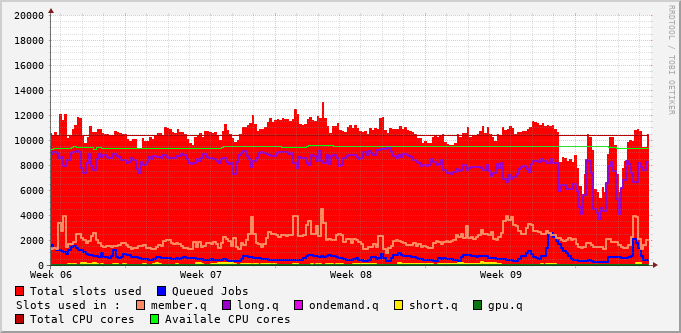 20000
18000
16000
14000
12000
10000
8000
6000
4000
2000
0
Week 06 Week 07 Week 08 Week 09
RRDTOOL / TOBI OETIKER
Total slots used Queued Jobs
Slots used in : member.q long.q ondemand.q short.q gpu.q
Total CPU cores Availale CPU cores